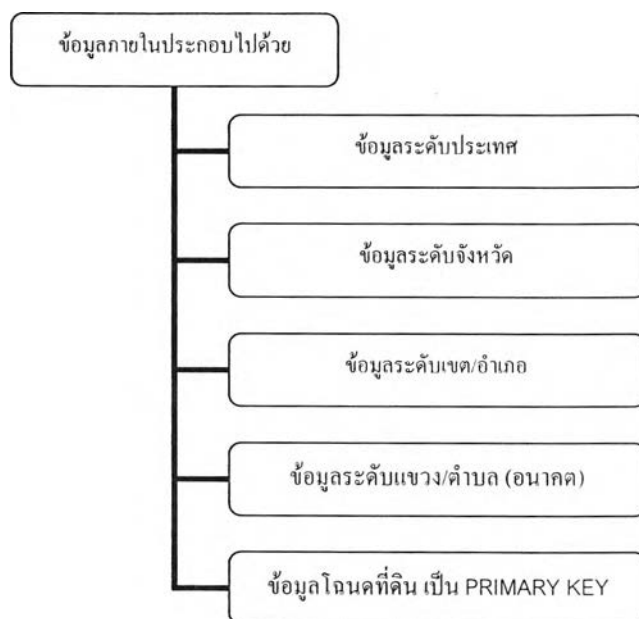 ข้อมูลภายในประกอบไปด้วย
ข้อมูลระดับประเทศ
ข้อมูลระดับจังหวัด
ข้อมูลระดับเขต/อำเภอ
ข้อมูลระดับแขวง/ตำบล (อนาคต)
ข้อมูลโฉนดที่ดิน เป็น PRIMARY KEY